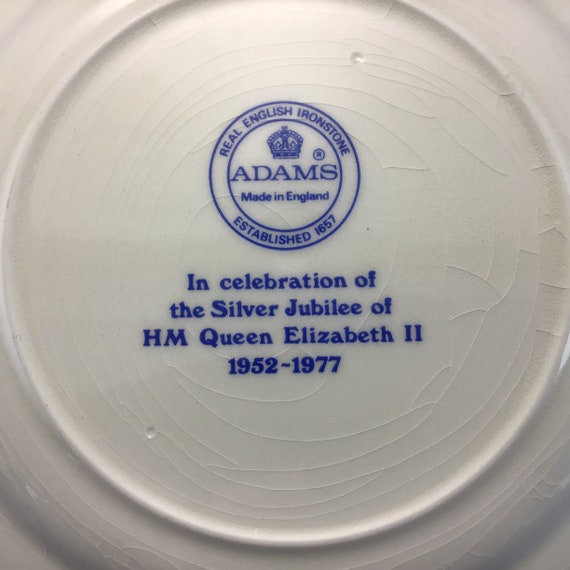 REAL ENGLISH IRONSTONE
ADAMS ®
Made in England
ESTABLISHED 1657
In celebration of
the Silver Jubilee of
HM Queen Elizabeth II
1952~1977